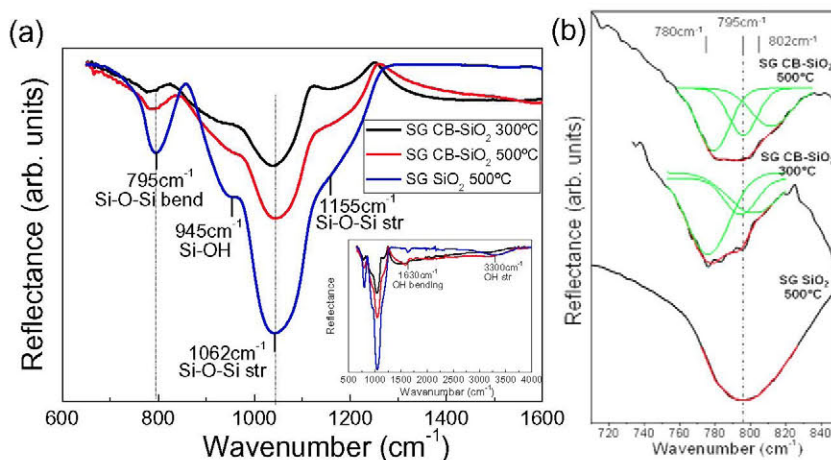 (a)
Reflectance (arb. units)
SG CB-SiO₂ 300ºC
SG CB-SiO₂ 500ºC
SG SiO₂ 500ºC
795cm⁻¹
Si-O-Si bend
945cm⁻¹
Si-OH
1155cm⁻¹
Si-O-Si str
1062cm⁻¹
Si-O-Si str
Reflectance
1630cm⁻¹
OH bending
3300cm⁻¹
OH str
500 1000 1500 2000 2500 3000 3500 4000
Wavenumber (cm⁻¹)
600 800 1000 1200 1400 1600
Wavenumber (cm⁻¹)
(b)
795cm⁻¹
780cm⁻¹
802cm⁻¹
SG CB-SiO₂
500ºC
SG CB-SiO₂
300ºC
SG SiO₂
500ºC
Reflectance (arb. units)
720 740 760 780 800 820 840
Wavenumber (cm⁻¹)